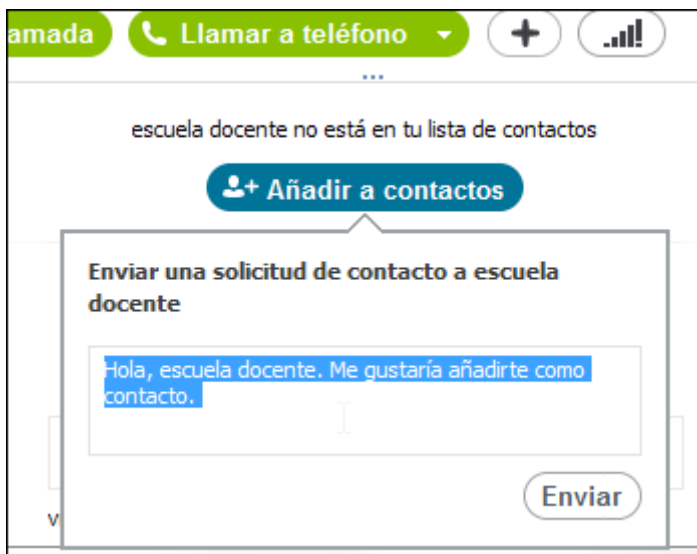 amada
Llamar a teléfono
...
escuela docente no está en tu lista de contactos
Añadir a contactos
Enviar una solicitud de contacto a escuela
docente
Hola, escuela docente. Me gustaría añadirte como
contacto.
Enviar